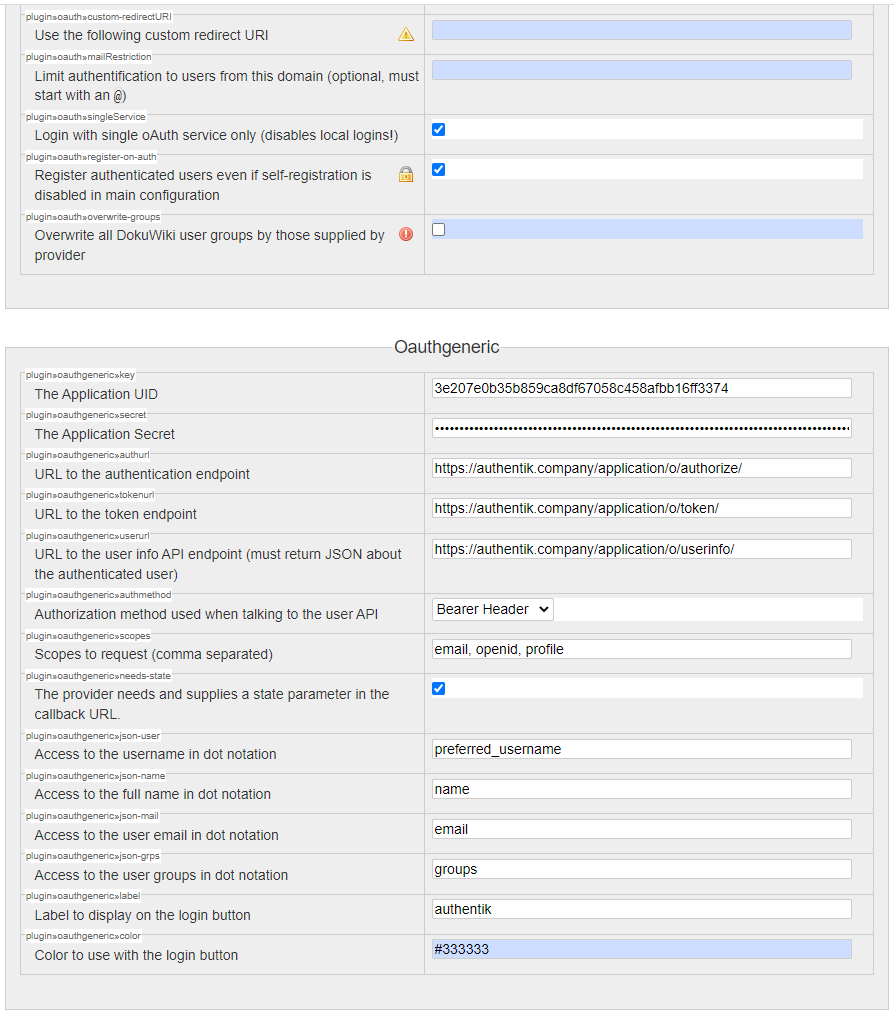 plugin»oauth»custom-redirectURI
Use the following custom redirect URI
plugin»oauth»mailRestriction
Limit authentification to users from this domain (optional, must
start with an @)
plugin»oauth»singleService
Login with single oAuth service only (disables local logins!)
plugin»oauth»register-on-auth
Register authenticated users even if self-registration is
disabled in main configuration
plugin»oauth»overwrite-groups
Overwrite all DokuWiki user groups by those supplied by
provider
Oauthgeneric
plugin»oauthgeneric»key
The Application UID
3e207e0b35b859ca8df67058c458afbb16ff3374
plugin»oauthgeneric»secret
The Application Secret
plugin»oauthgeneric»authurl
URL to the authentication endpoint
https://authentik.company/application/o/authorize/
plugin»oauthgeneric»tokenurl
URL to the token endpoint
https://authentik.company/application/o/token/
plugin»oauthgeneric»userurl
URL to the user info API endpoint (must return JSON about
the authenticated user)
https://authentik.company/application/o/userinfo/
plugin»oauthgeneric»authmethod
Authorization method used when talking to the user API
Bearer Header
plugin»oauthgeneric»scopes
Scopes to request (comma separated)
email, openid, profile
plugin»oauthgeneric»needs-state
The provider needs and supplies a state parameter in the
callback URL.
plugin»oauthgeneric»json-user
Access to the username in dot notation
preferred_username
plugin»oauthgeneric»json-name
Access to the full name in dot notation
name
plugin»oauthgeneric»json-mail
Access to the user email in dot notation
email
plugin»oauthgeneric»json-grps
Access to the user groups in dot notation
groups
plugin»oauthgeneric»label
Label to display on the login button
authentik
plugin»oauthgeneric»color
Color to use with the login button
#333333